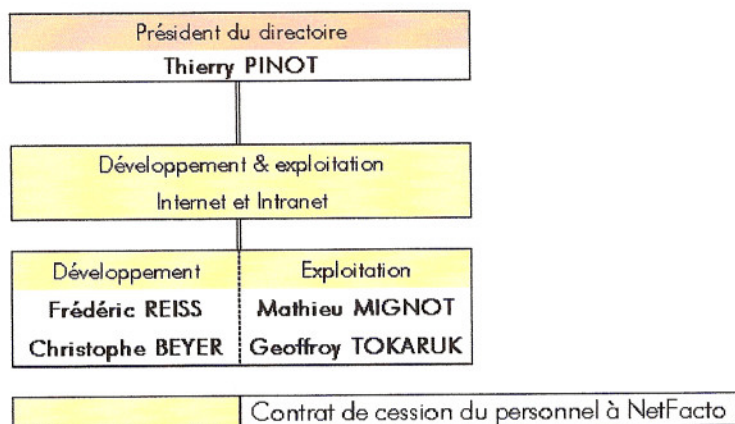 Président du directoire
Thierry PINOT
Développement & exploitation
Internet et Intranet
Développement
Exploitation
Frédéric REISS
Mathieu MIGNOT
Christophe BEYER
Geoffroy TOKARUK
Contrat de cession du personnel à NetFacto